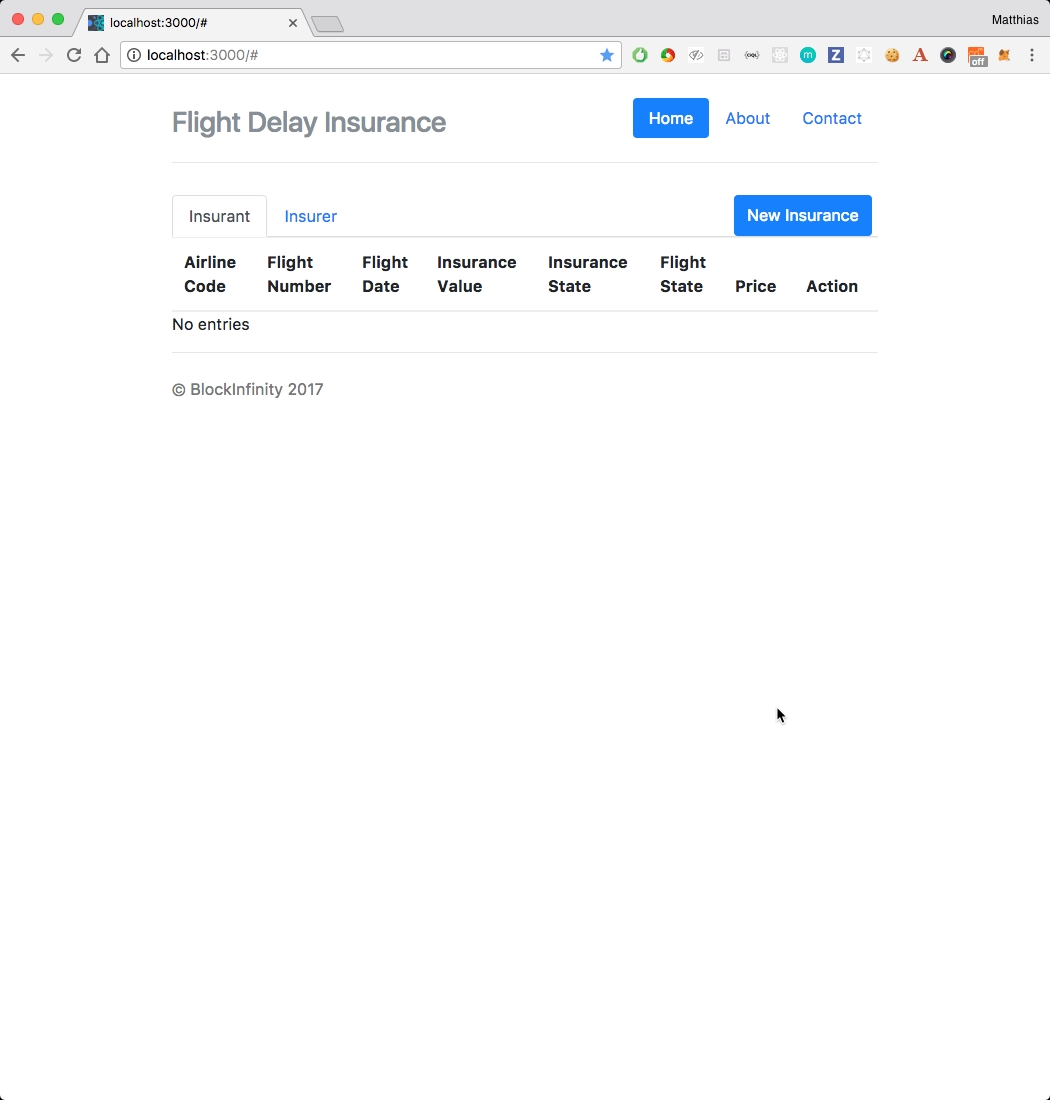 localhost:3000/#
Matthias
localhost:3000/#
m
Z
A
off
Flight Delay Insurance
Home About Contact
Insurant Insurer New Insurance
Airline Code Flight Number Flight Date Insurance Value Insurance State Flight State Price Action
No entries
© BlockInfinity 2017